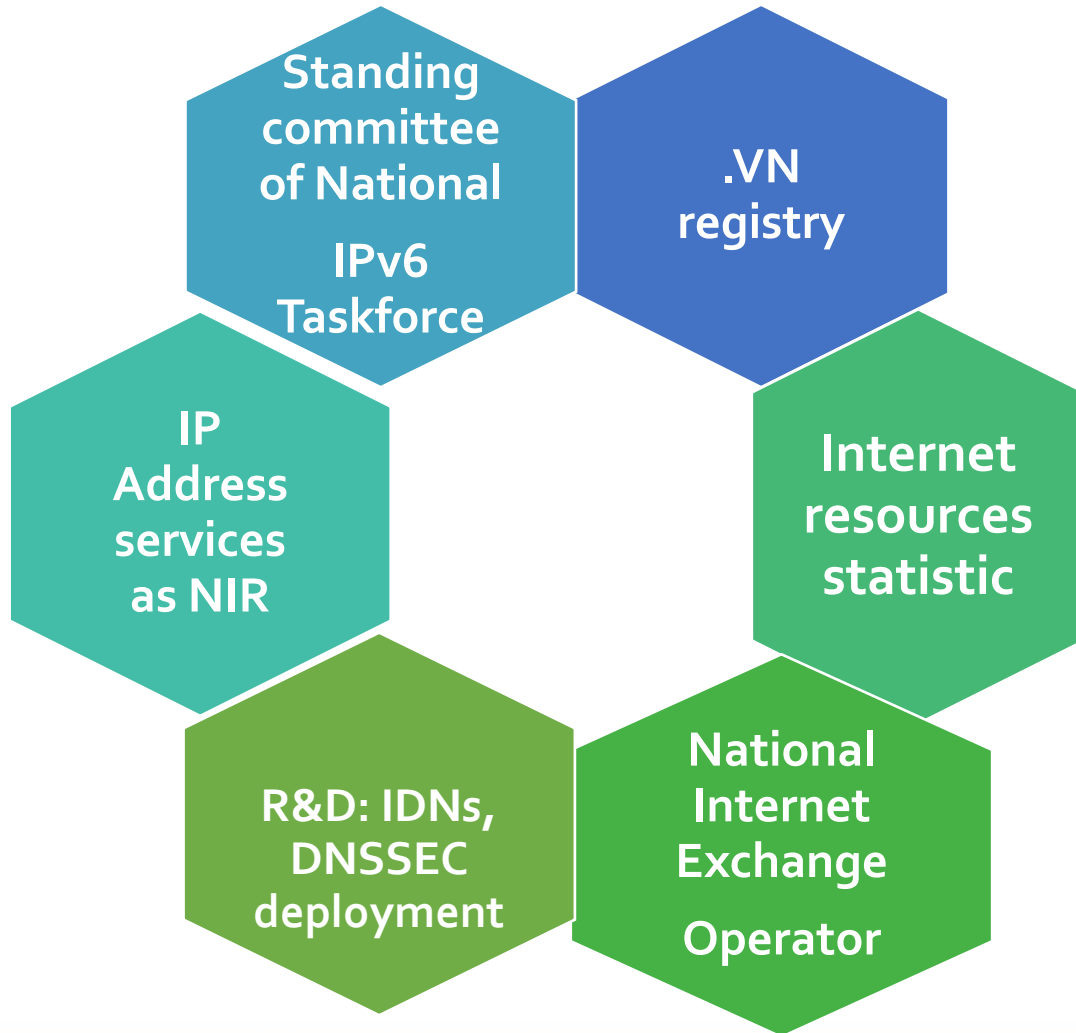 Standing
committee
of National
IPv6
Taskforce
.VN
registry
IP
Address
services
as NIR
Internet
resources
statistic
R&D: IDNs,
DNSSEC
deployment
National
Internet
Exchange
Operator